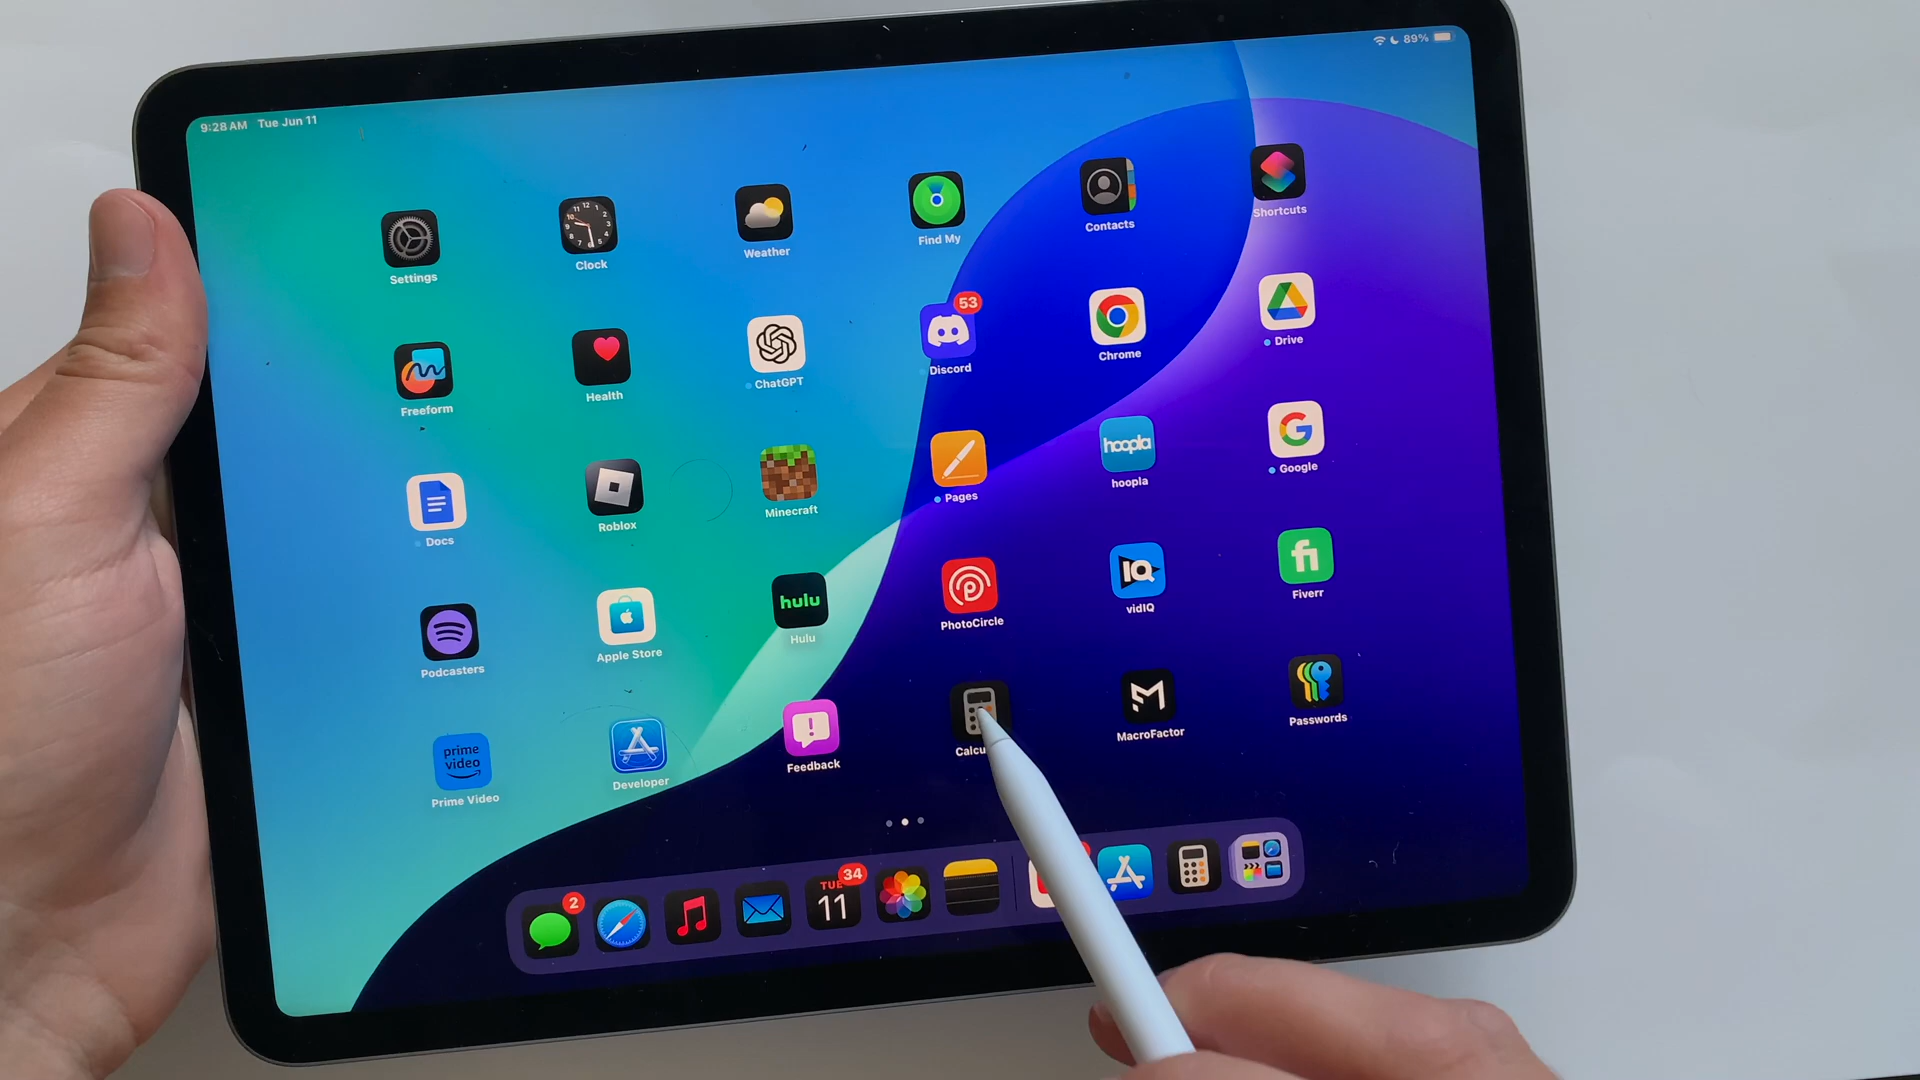 9:28 AM Tue Jun 11
89%
Settings
Clock
Weather
Find My
Contacts
Shortcuts
Freeform
Health
ChatGPT
53
Discord
Chrome
Drive
Docs
Roblox
Minecraft
Pages
hoopla
hoopla
Google
Podcasters
Apple Store
hulu
Hulu
PhotoCircle
IQ
vidIQ
fi
Fiverr
prime
video
Prime Video
Developer
Feedback
Calcu
MacroFactor
Passwords
2
34
TUE
11